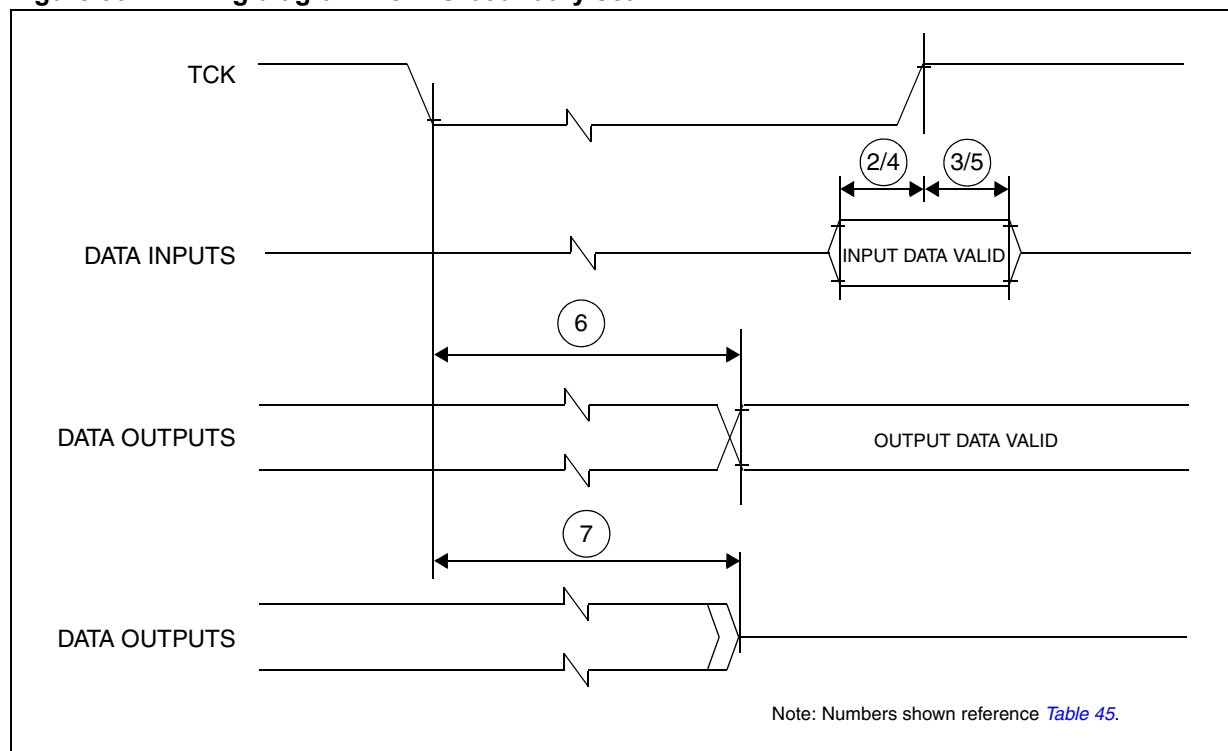 TCK
2/4
3/5
DATA INPUTS
INPUT DATA VALID
6
DATA OUTPUTS
OUTPUT DATA VALID
7
DATA OUTPUTS
Note: Numbers shown reference Table 45.